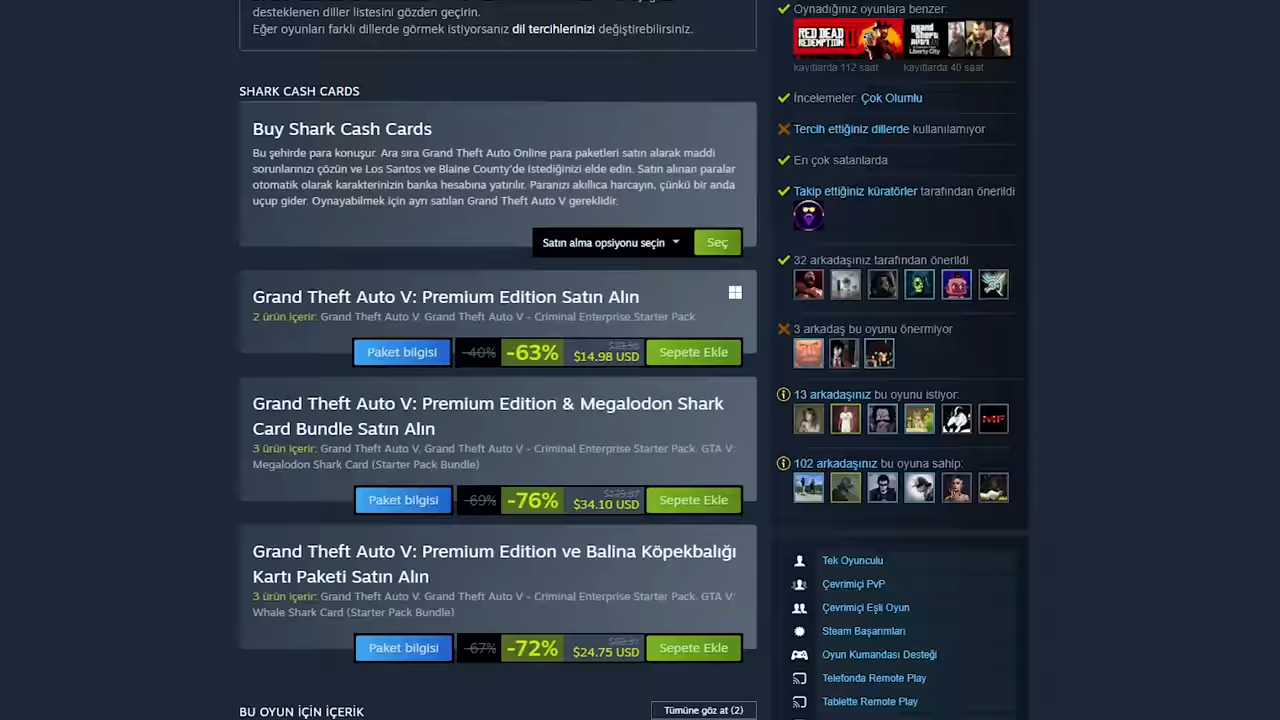 desteklenen diller listesini gözden geçirin.
Eğer oyunları farklı dillerde görmek istiyorsanız dil tercihlerinizi değiştirebilirsiniz.
SHARK CASH CARDS
Buy Shark Cash Cards
Bu şehirde para konuşur. Ara sıra Grand Theft Auto Online para paketleri satın alarak maddi
sorunlarınızı çözün ve Los Santos ve Blaine County'de istediğinizi elde edin. Satın alınan paralar
otomatik olarak karakterinizin banka hesabına yatırılır. Paranızı akıllıca harcayın, çünkü bir anda
uçup gider. Oynayabilmek için ayrı satılan Grand Theft Auto V gereklidir.
Satın alma opsiyonu seçin
Seç
Grand Theft Auto V: Premium Edition Satın Alın
2 ürün içerir: Grand Theft Auto V, Grand Theft Auto V - Criminal Enterprise Starter Pack
Paket bilgisi
-40%
-63%
$14.98 USD
Sepete Ekle
Grand Theft Auto V: Premium Edition & Megalodon Shark
Card Bundle Satın Alın
3 ürün içerir: Grand Theft Auto V, Grand Theft Auto V - Criminal Enterprise Starter Pack, GTA V:
Megalodon Shark Card (Starter Pack Bundle)
Paket bilgisi
-69%
-76%
$34.10 USD
Sepete Ekle
Grand Theft Auto V: Premium Edition ve Balina Köpekbalığı
Kartı Paketi Satın Alın
3 ürün içerir: Grand Theft Auto V, Grand Theft Auto V - Criminal Enterprise Starter Pack, GTA V:
Whale Shark Card (Starter Pack Bundle)
Paket bilgisi
-67%
-72%
$24.75 USD
Sepete Ekle
BU OYUN İÇİN İÇERİK
Tümüne göz at (2)
Oynadığınız oyunlara benzer:
RED DEAD
REDEMPTION
grand
theft
auto
Liberty City
kayıtlarda 112 saat
kayıtlarda 40 saat
İncelemeler: Çok Olumlu
Tercih ettiğiniz dillerde kullanılamıyor
En çok satanlarda
Takip ettiğiniz küratörler tarafından önerildi
32 arkadaşınız tarafından önerildi
3 arkadaş bu oyunu önermiyor
13 arkadaşınız bu oyunu istiyor:
MF
102 arkadaşınız bu oyuna sahip:
Tek Oyunculu
Çevrimiçi PvP
Çevrimiçi Eşli Oyun
Steam Başarımları
Oyun Kumandası Desteği
Telefonda Remote Play
Tablette Remote Play